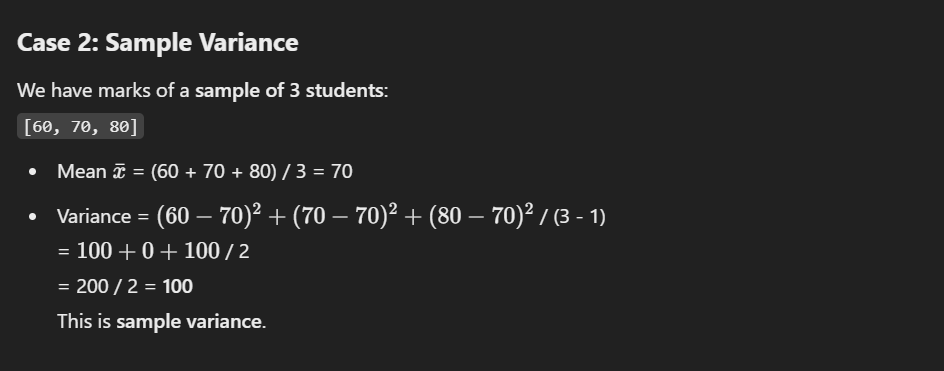 Case 2: Sample Variance
We have marks of a sample of 3 students:
[60, 70, 80]
• Mean x̄ = (60 + 70 + 80) / 3 = 70
• Variance = (60 − 70)² + (70 − 70)² + (80 − 70)² / (3 - 1)
= 100 + 0 + 100 / 2
= 200 / 2 = 100
This is sample variance.